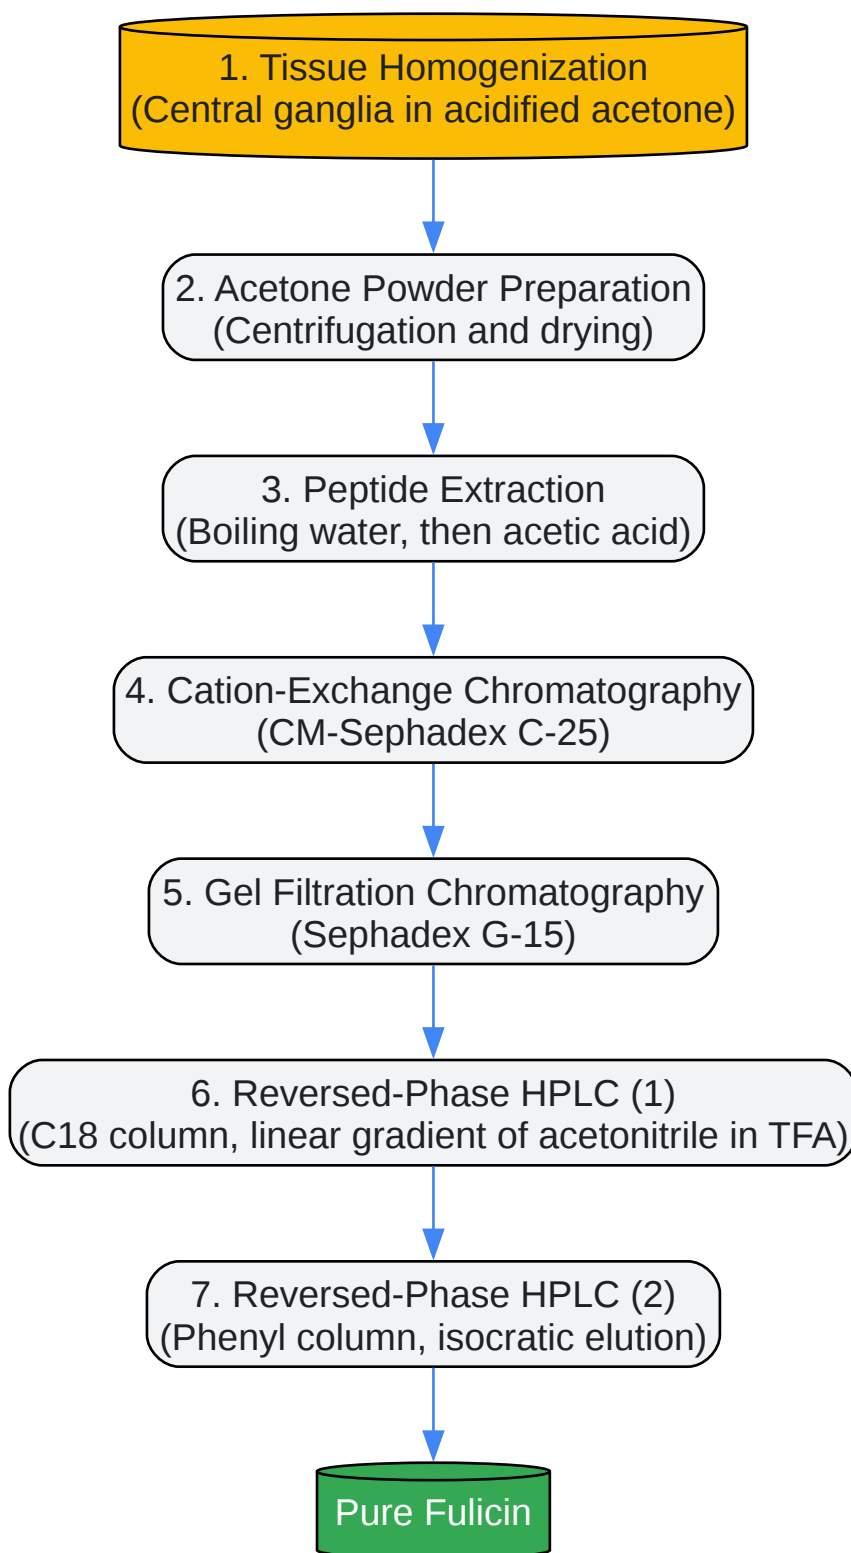 1. Tissue Homogenization
(Central ganglia in acidified acetone)
2. Acetone Powder Preparation
(Centrifugation and drying)
3. Peptide Extraction
(Boiling water, then acetic acid)
4. Cation-Exchange Chromatography
(CM-Sephadex C-25)
5. Gel Filtration Chromatography
(Sephadex G-15)
6. Reversed-Phase HPLC (1)
(C18 column, linear gradient of acetonitrile in TFA)
7. Reversed-Phase HPLC (2)
(Phenyl column, isocratic elution)
Pure Fulicin